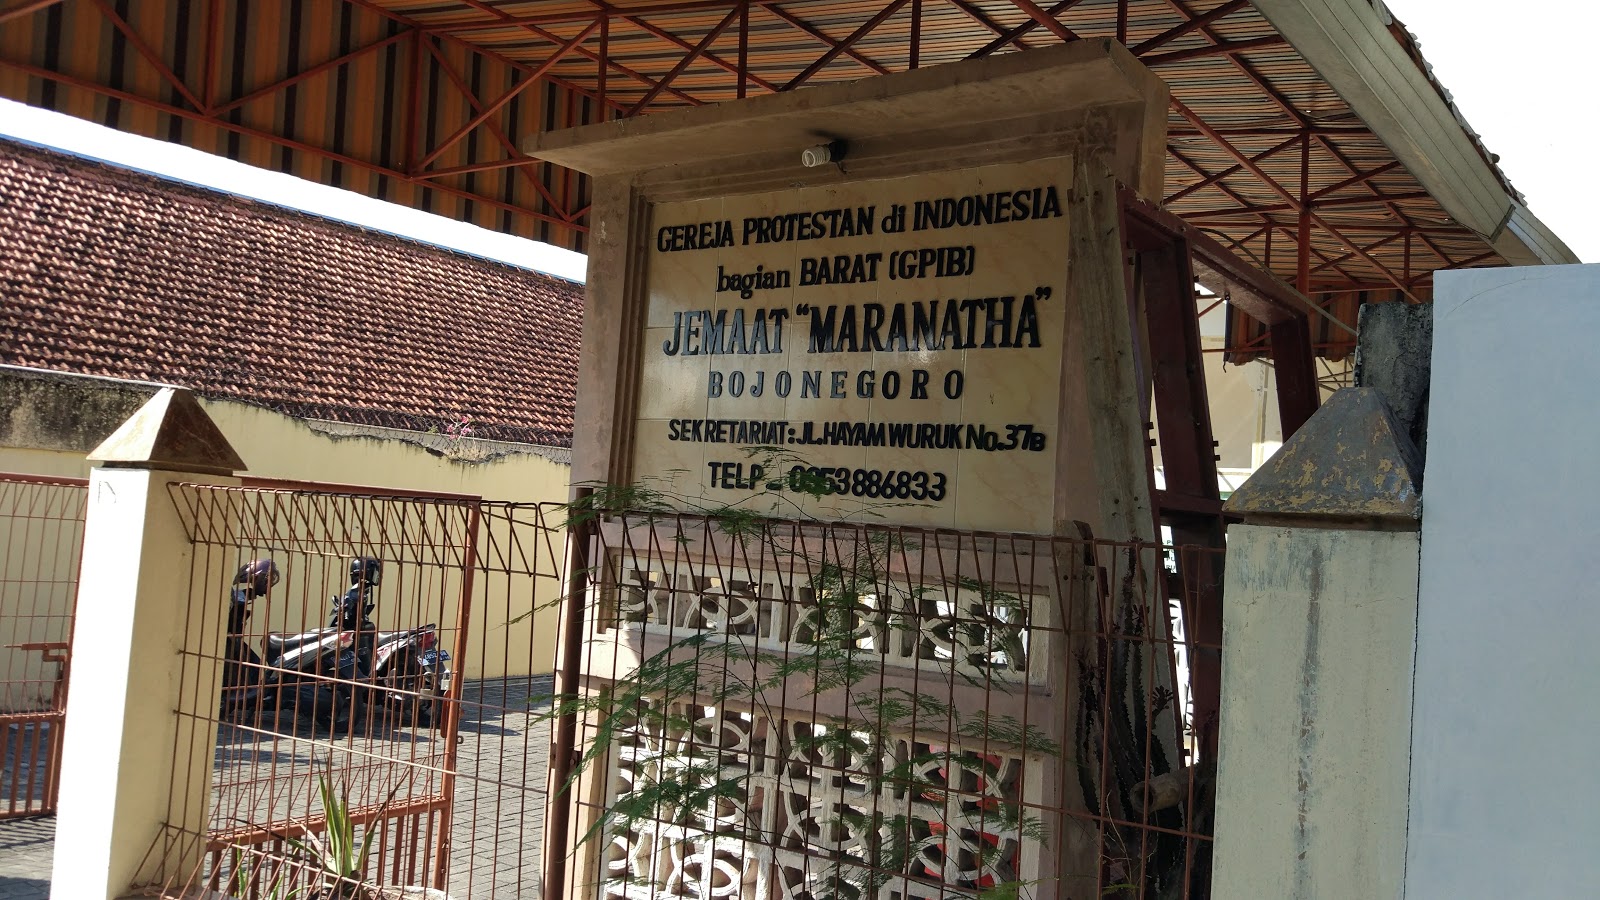 GEREJA PROTESTAN di INDONESIA
bagian BARAT (GPIB)
JEMAAT "MARANATHA"
BOJONEGORO
SEKRETARIAT: JL.HAYAM WURUK No.37B
TELP - 0353886833